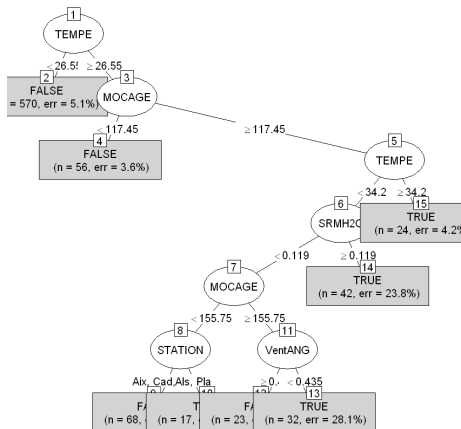 1
TEMPE
< 26.55 ≥ 26.55
2
FALSE
= 570, err = 5.1%)
3
MOCAGE
< 117.45 ≥ 117.45
4
FALSE
(n = 56, err = 3.6%)
5
TEMPE
< 34.2 ≥ 34.2
6
SRMH2O
15
TRUE
(n = 24, err = 4.2%
< 0.119 ≥ 0.119
7
MOCAGE
14
TRUE
(n = 42, err = 23.8%)
< 155.75 ≥ 155.75
8
STATION
11
VentANG
Aix, Cad, Als, Pla
≥ 0.4 < 0.435
13
(n = 68, (n = 17, (n = 23,
TRUE
(n = 32, err = 28.1%)